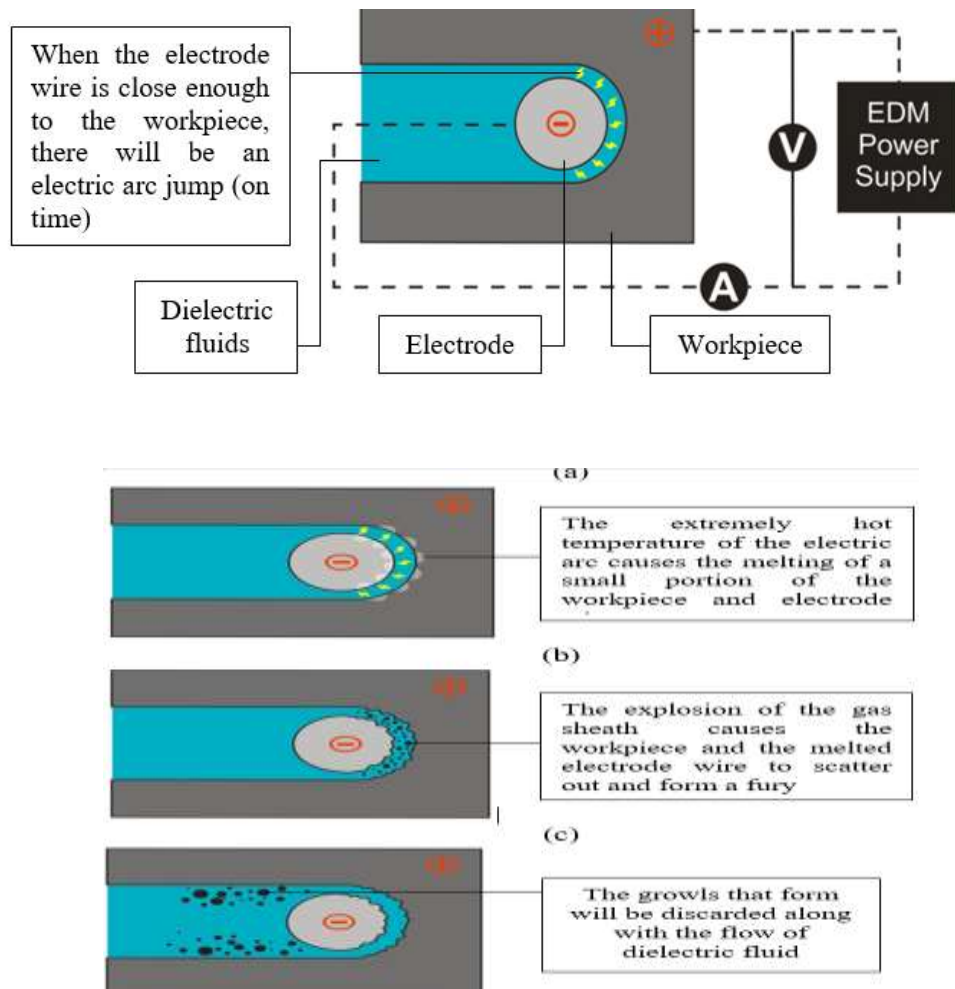 When the electrode
wire is close enough
to the workpiece,
there will be an
electric arc jump (on
time)
EDM
Power
Supply
V
A
Dielectric
fluids
Electrode
Workpiece
(a)
The extremely hot
temperature of the electric
arc causes the melting of a
small portion of the
workpiece and electrode
(b)
The explosion of the gas
sheath causes the
workpiece and the melted
electrode wire to scatter
out and form a fury
(c)
The growls that form
will be discarded along
with the flow of
dielectric fluid